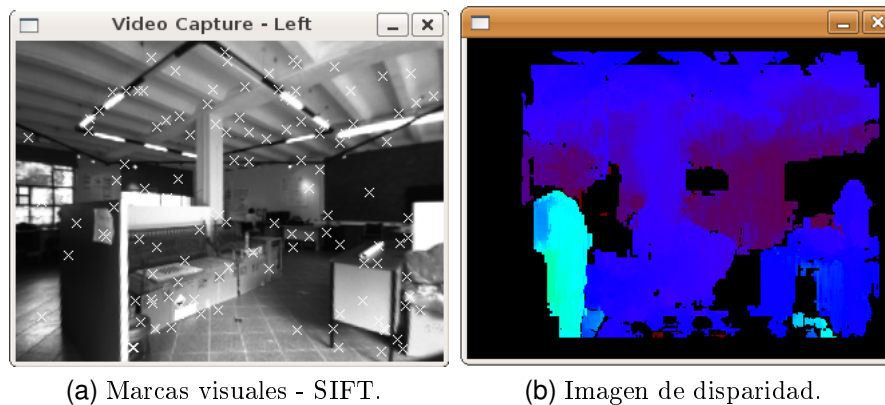 Video Capture - Left
(a) Marcas visuales - SIFT.
(b) Imagen de disparidad.